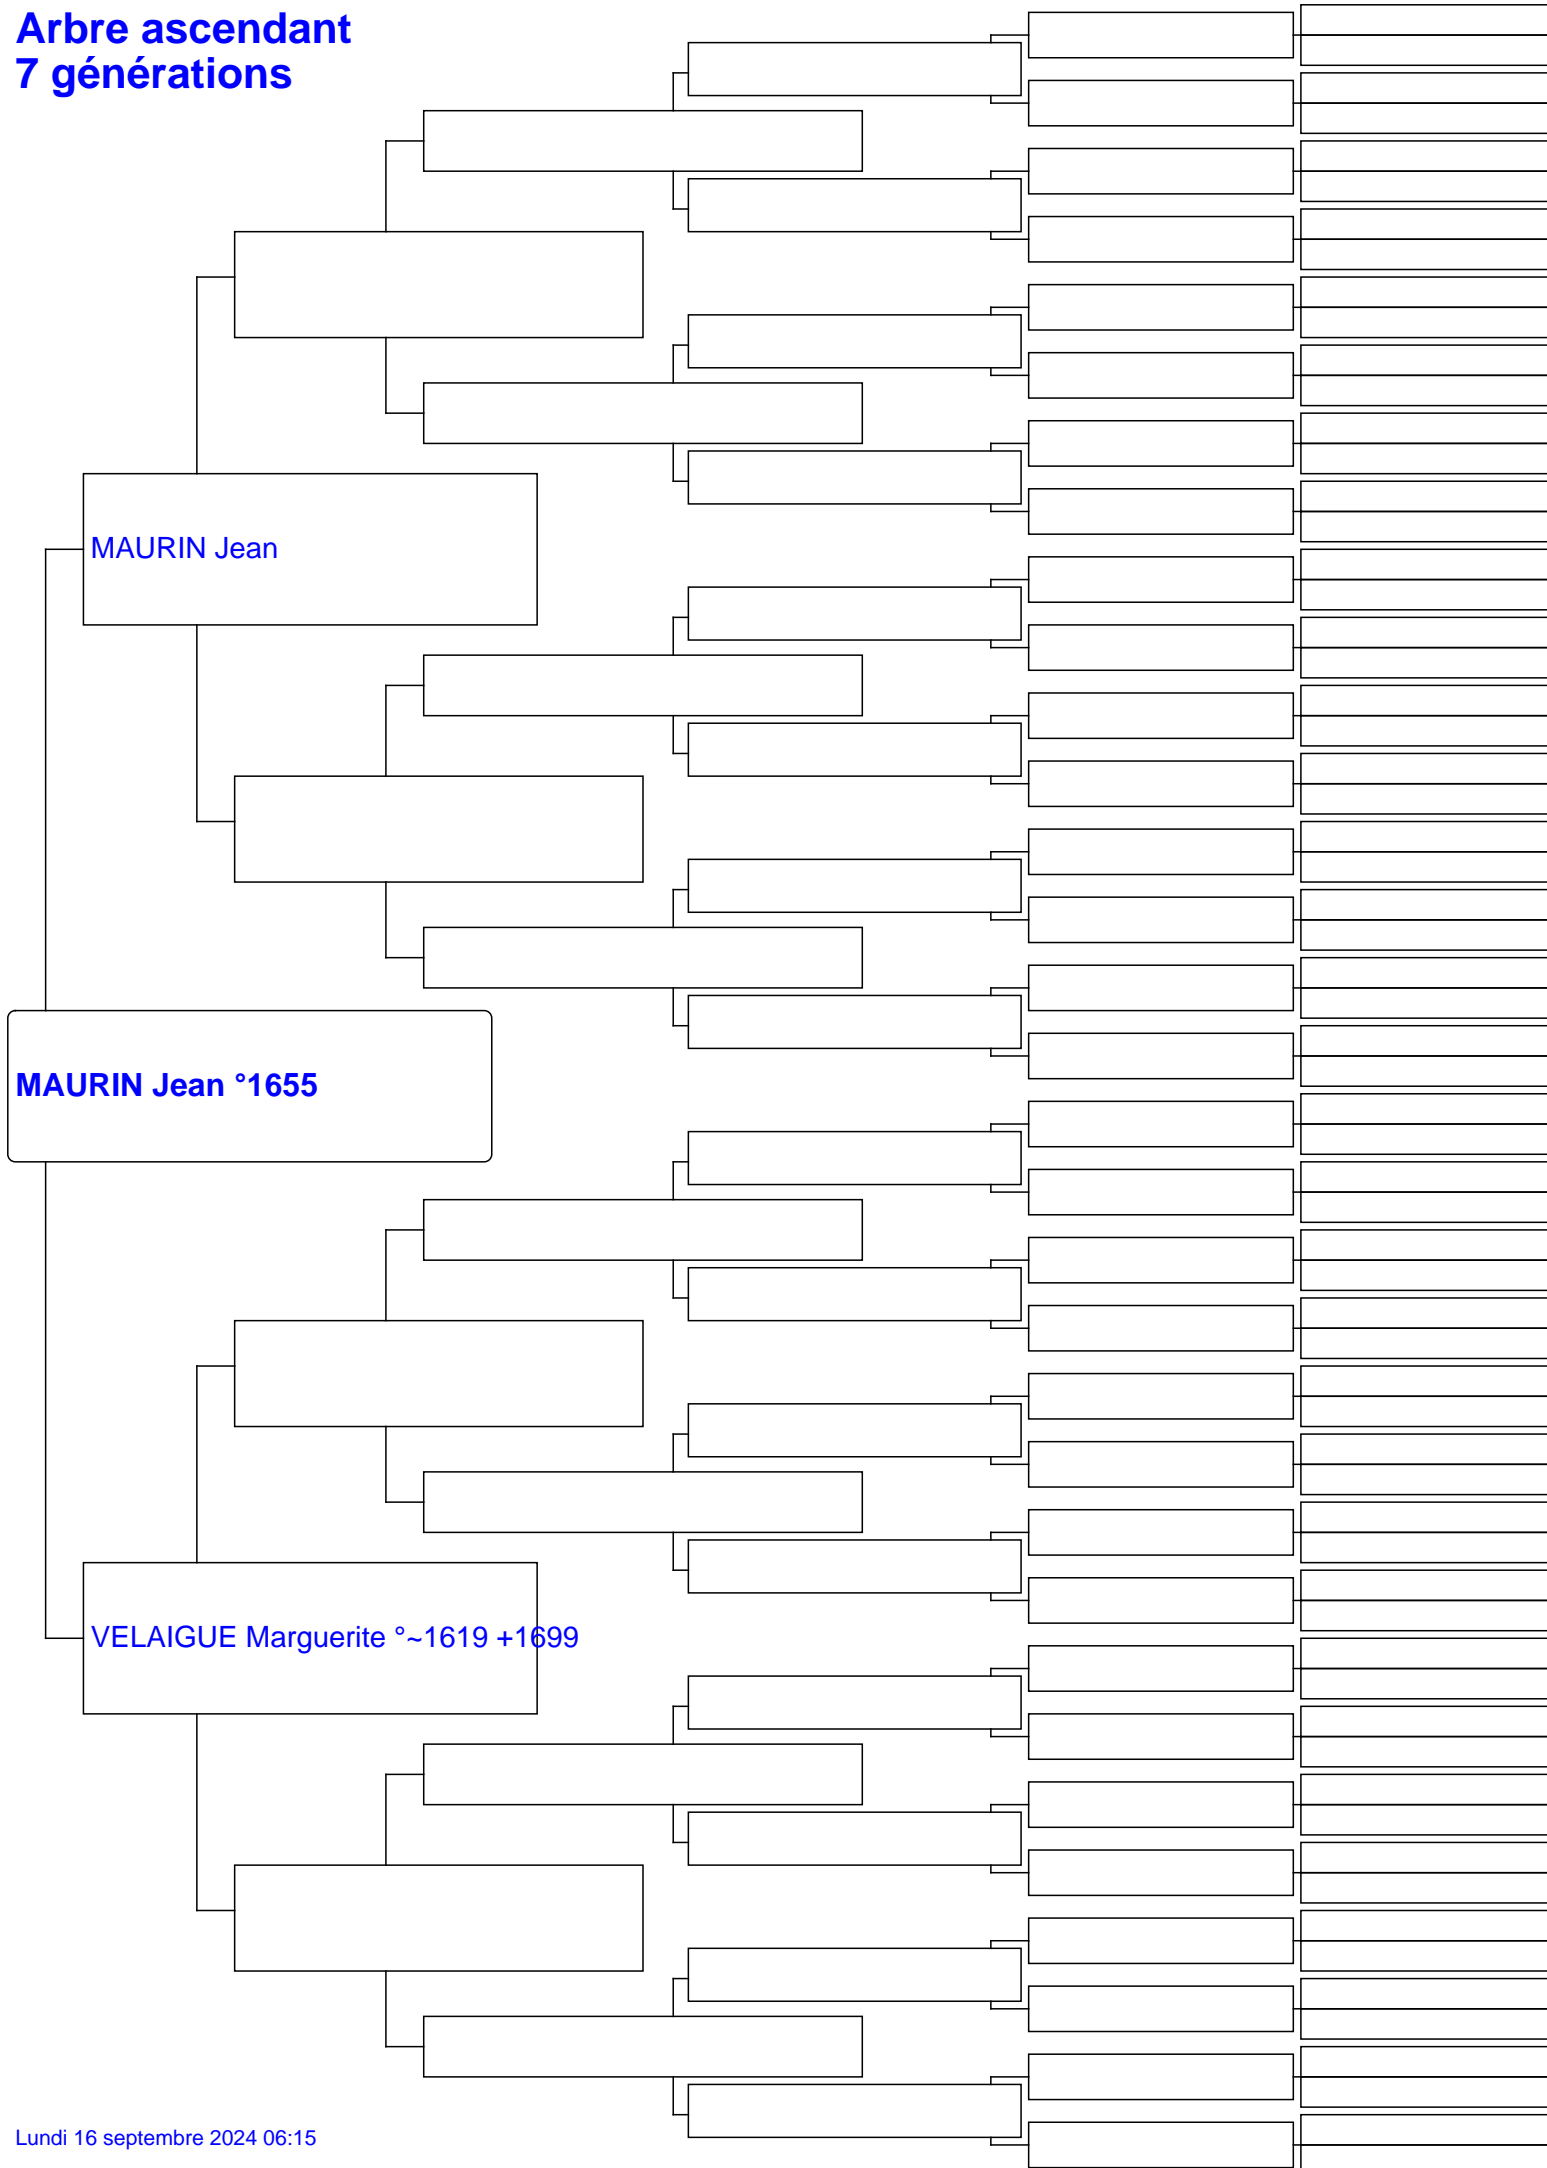 Arbre ascendant
7 générations
MAURIN Jean
MAURIN Jean °1655
VELAIGUE Marguerite °~1619 +1699
Lundi 16 septembre 2024 06:15